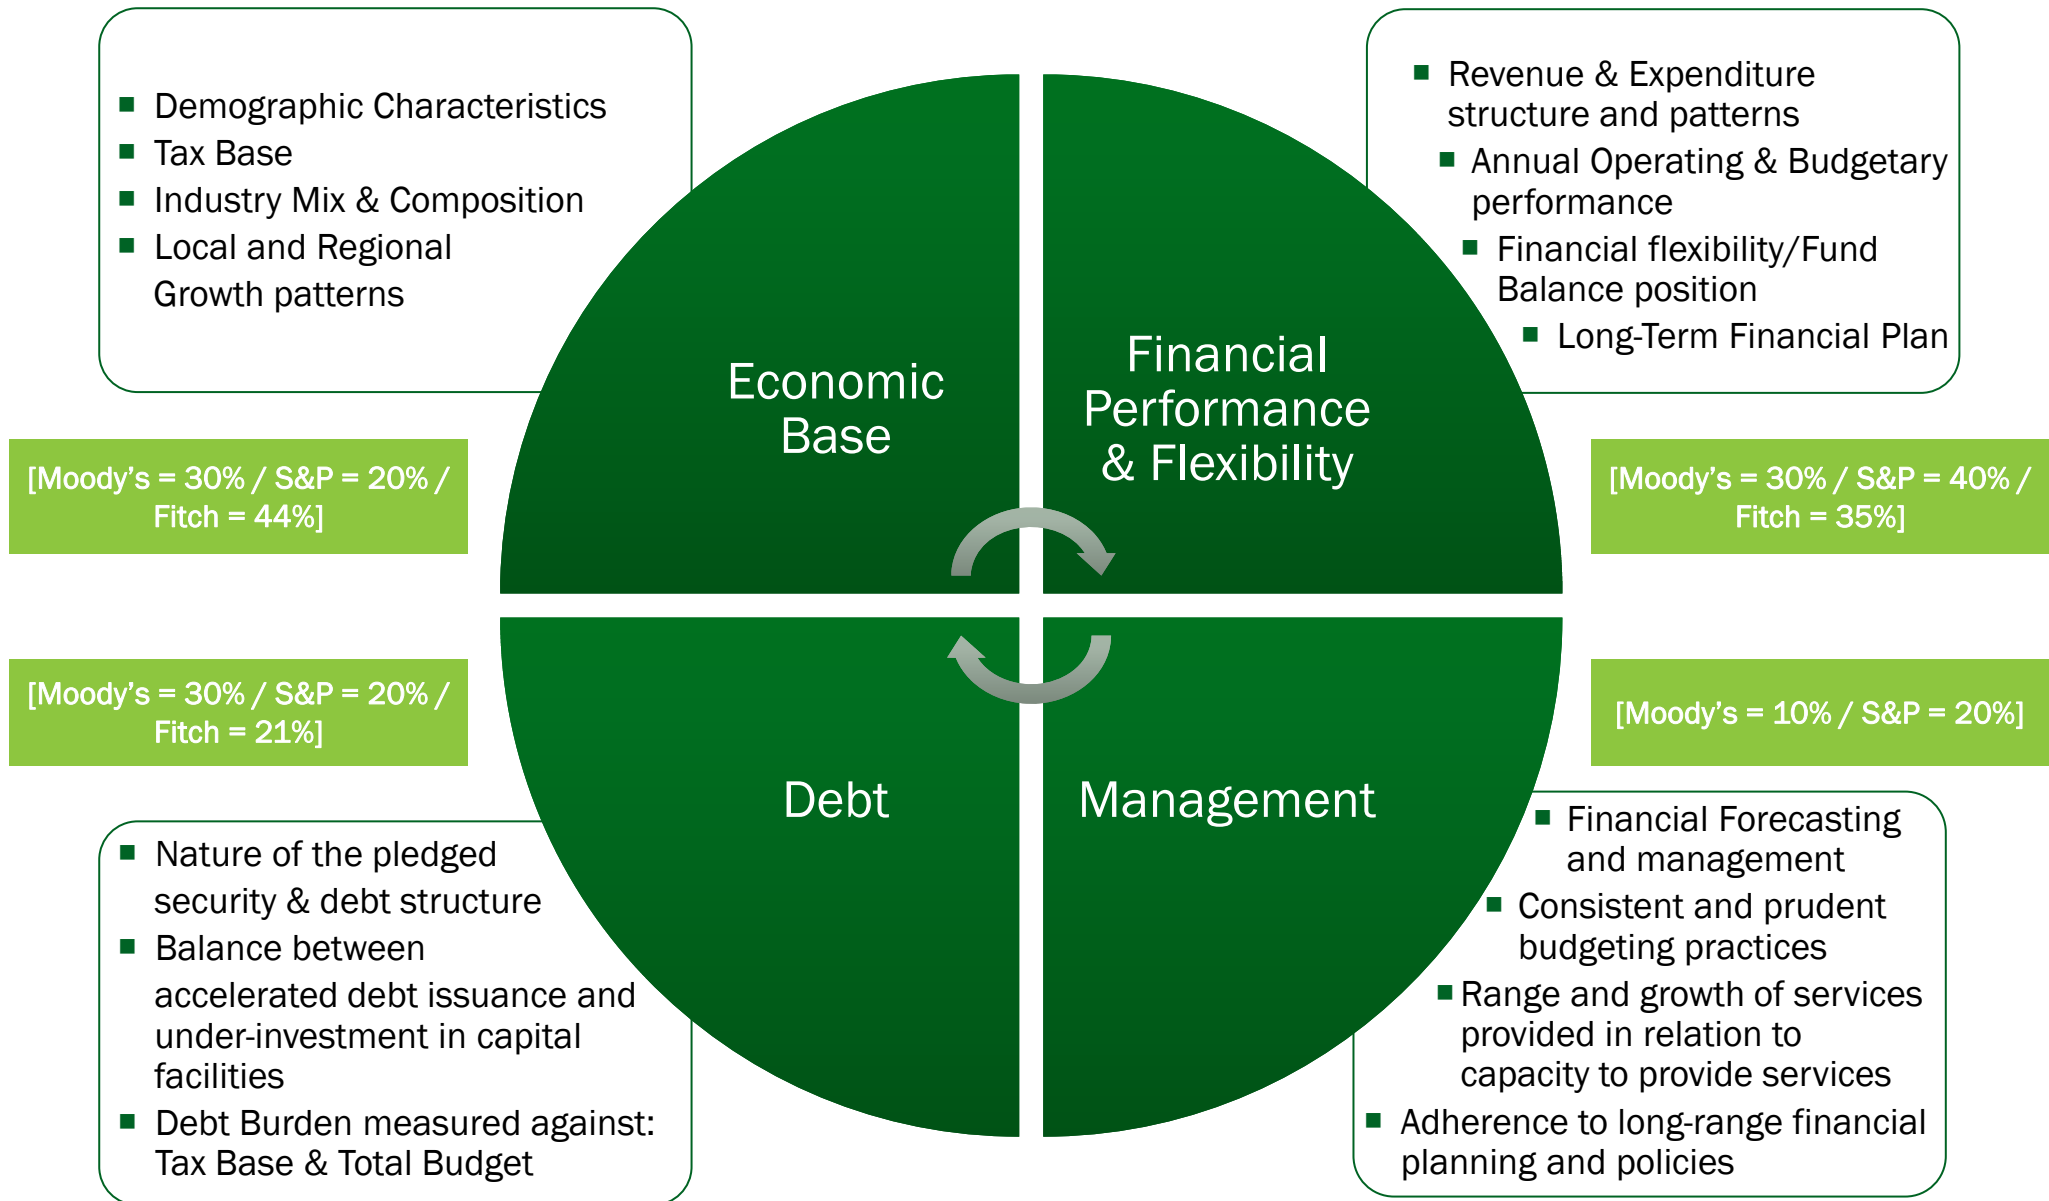 ■ Demographic Characteristics
■ Tax Base
■ Industry Mix & Composition
■ Local and Regional
Growth patterns
■ Revenue & Expenditure
structure and patterns
■ Annual Operating & Budgetary
performance
■ Financial flexibility/Fund
Balance position
■ Long-Term Financial Plan
Economic
Base
Financial
Performance
& Flexibility
[Moody’s = 30% / S&P = 20% /
Fitch = 44%]
[Moody’s = 30% / S&P = 40% /
Fitch = 35%]
[Moody’s = 30% / S&P = 20% /
Fitch = 21%]
[Moody’s = 10% / S&P = 20%]
Debt
Management
■ Nature of the pledged
security & debt structure
■ Balance between
accelerated debt issuance and
under-investment in capital
facilities
■ Debt Burden measured against:
Tax Base & Total Budget
■ Financial Forecasting
and management
■ Consistent and prudent
budgeting practices
■ Range and growth of services
provided in relation to
capacity to provide services
■ Adherence to long-range financial
planning and policies